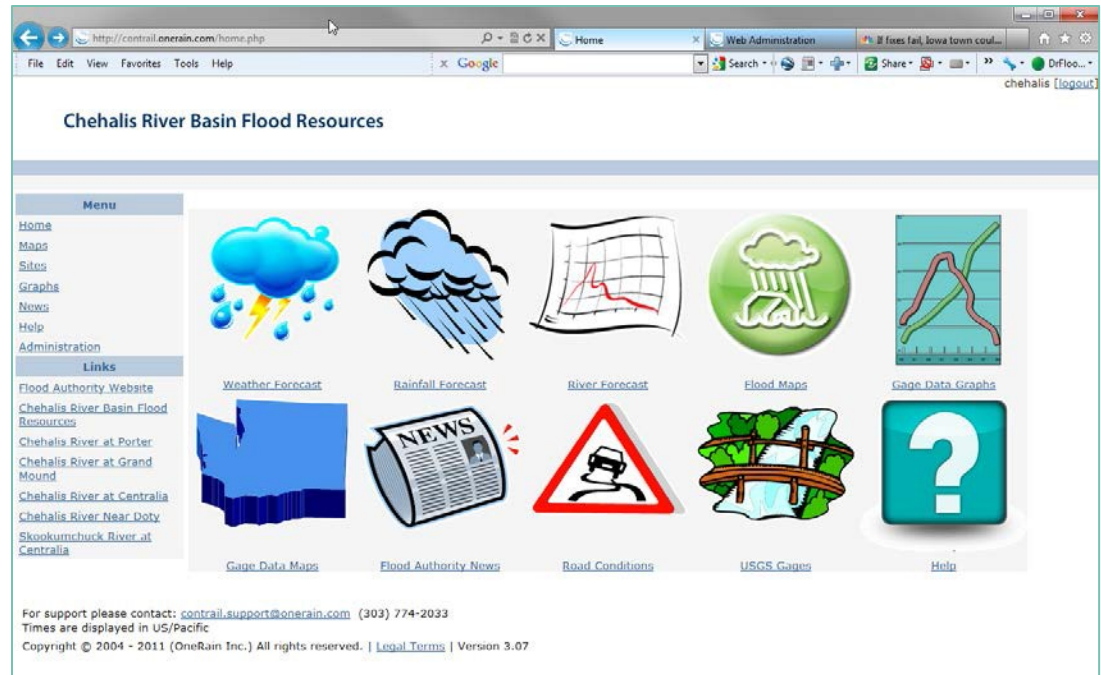 http://contrail.onerain.com/home.php
Home
Web Administration
If fixes fail, Iowa town coul...
File Edit View Favorites Tools Help
x Google
Search
Share
DrFloo...
chehalis [logout]
Chehalis River Basin Flood Resources
Menu
Home
Maps
Sites
Graphs
News
Help
Administration
Links
Flood Authority Website
Chehalis River Basin Flood
Resources
Chehalis River at Porter
Chehalis River at Grand
Mound
Chehalis River at Centralia
Chehalis River Near Doty
Skookumchuck River at
Centralia
Weather Forecast
Rainfall Forecast
River Forecast
Flood Maps
Gage Data Graphs
NEWS
?
Gage Data Maps
Flood Authority News
Road Conditions
USGS Gages
Help
For support please contact: contrail.support@onerain.com (303) 774-2033
Times are displayed in US/Pacific
Copyright © 2004 - 2011 (OneRain Inc.) All rights reserved. | Legal Terms | Version 3.07